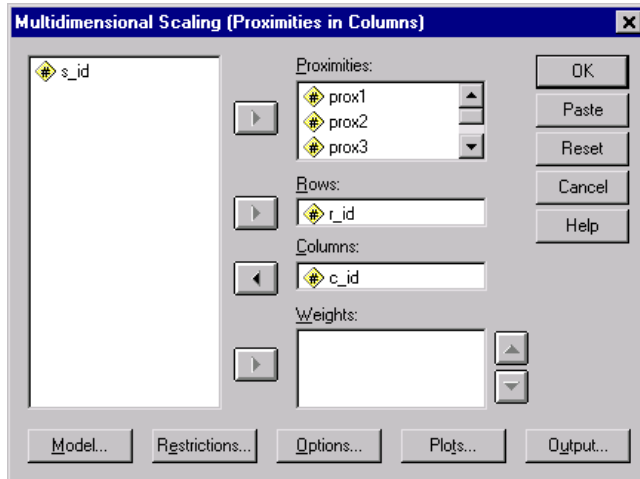 Multidimensional Scaling (Proximities in Columns)
s_id
Proximities:
prox1
prox2
prox3
Rows:
r_id
Columns:
c_id
Weights:
OK
Paste
Reset
Cancel
Help
Model...
Restrictions...
Options...
Plots...
Output...